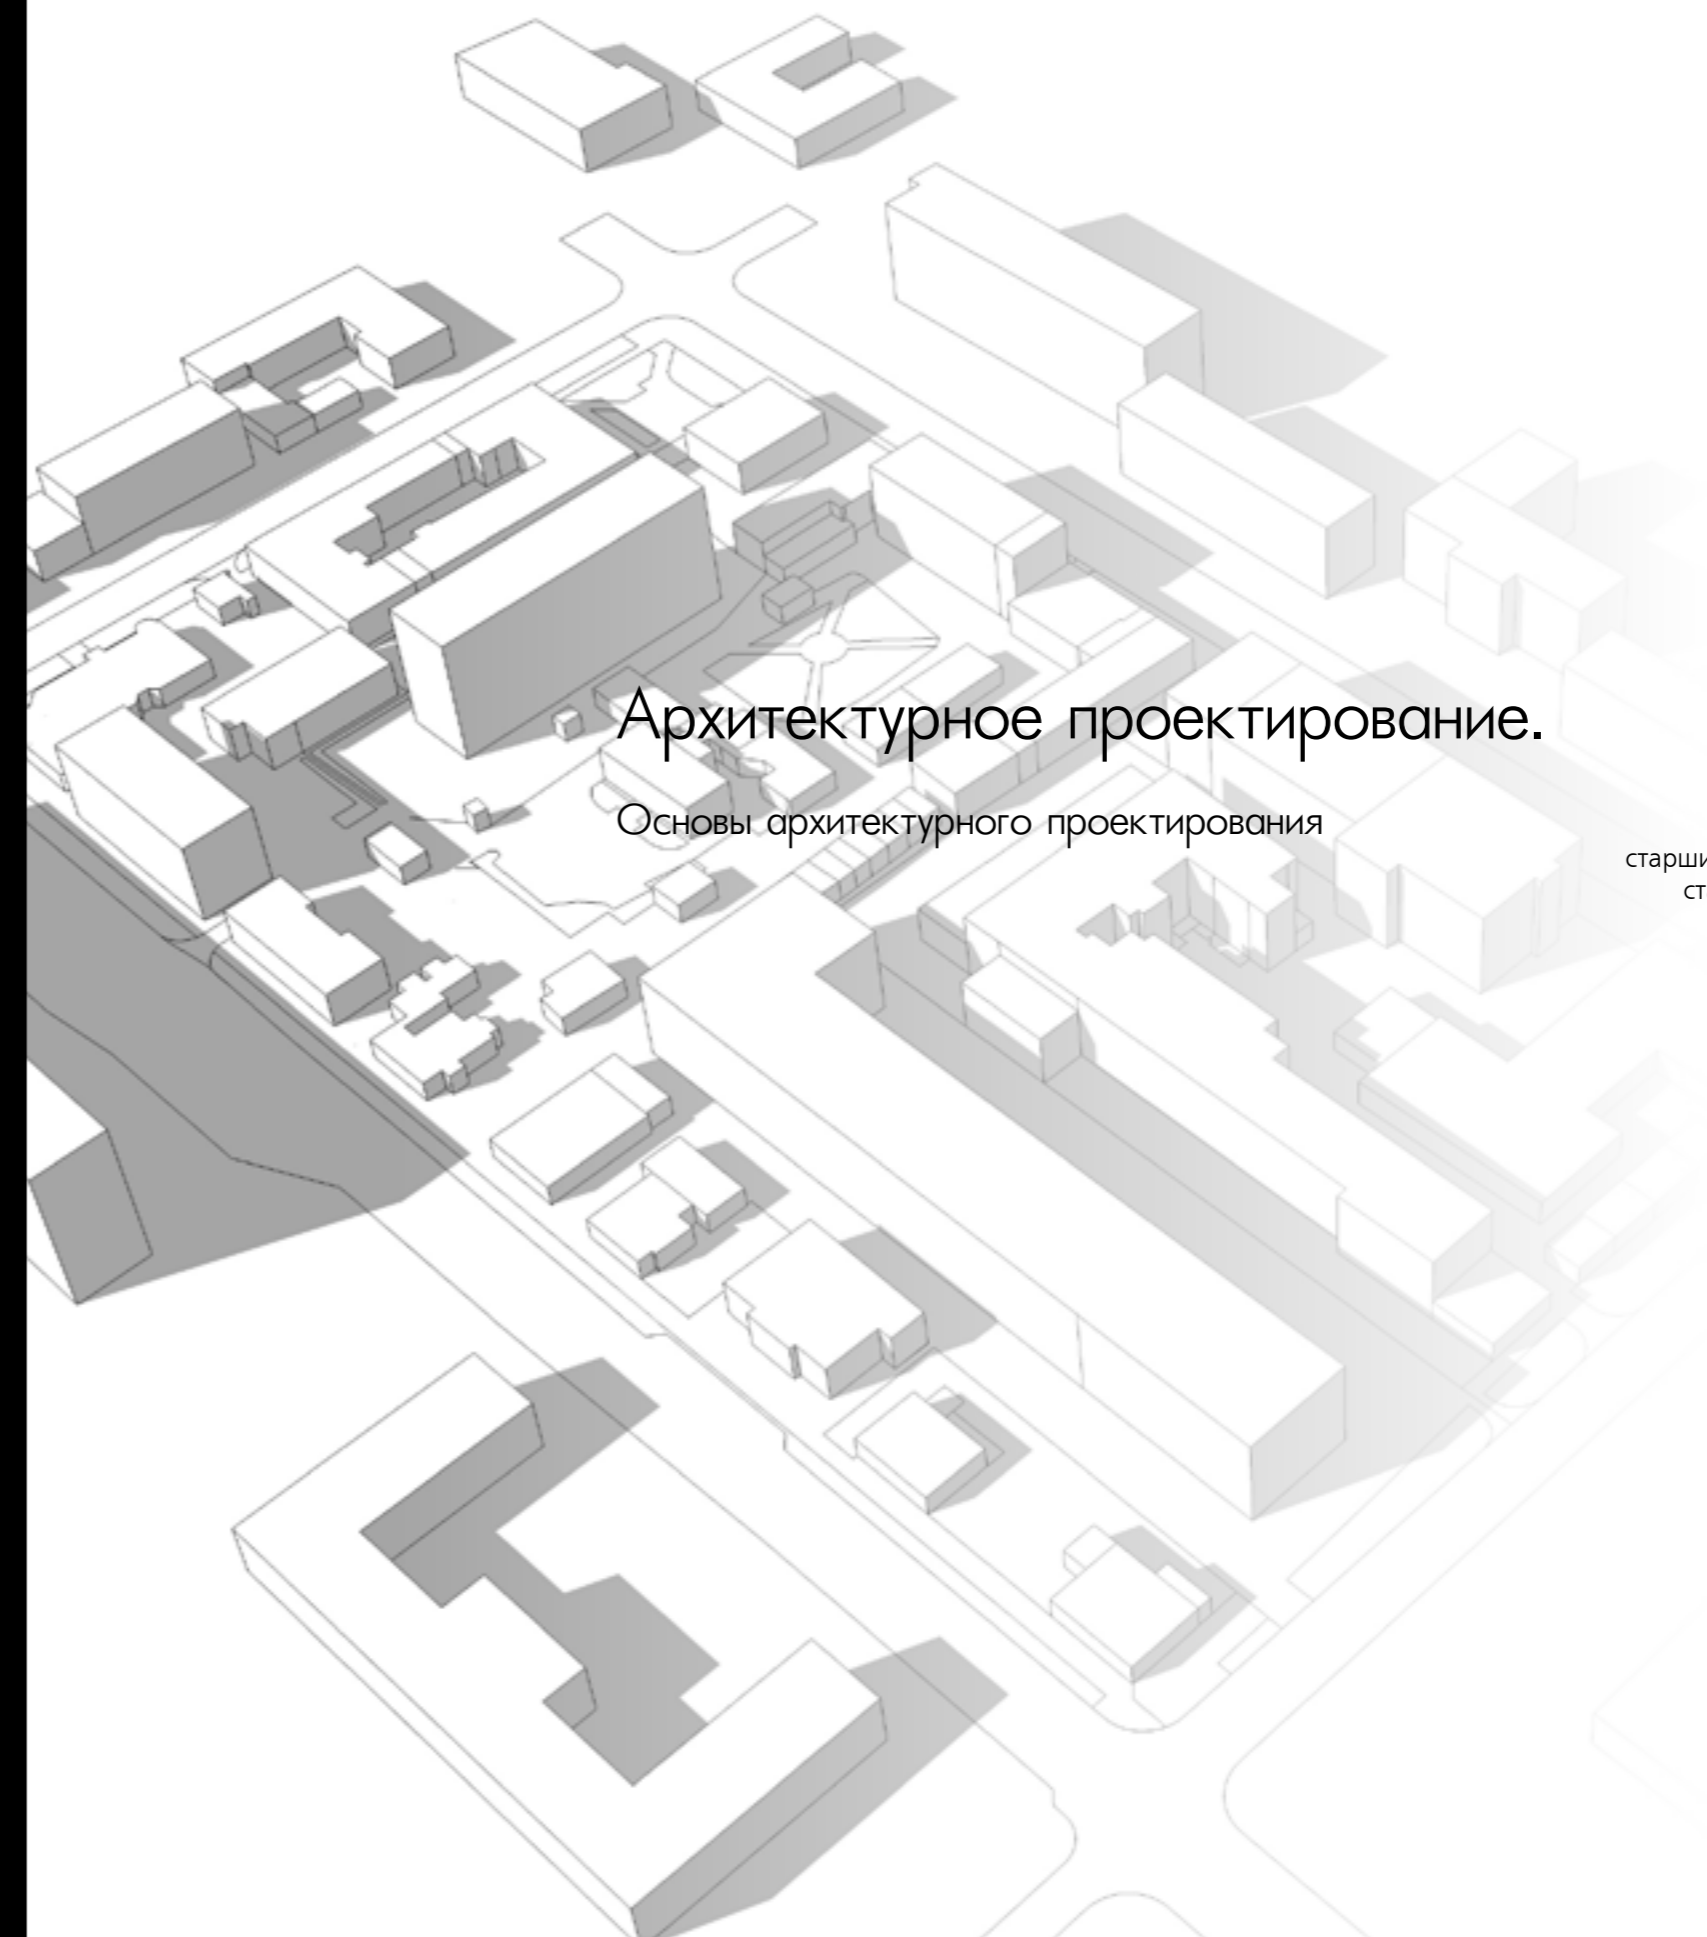 Архитектурное проектирование.
Основы архитектурного проектирования